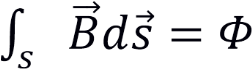 ∫_S B⃗ds⃗ = Φ